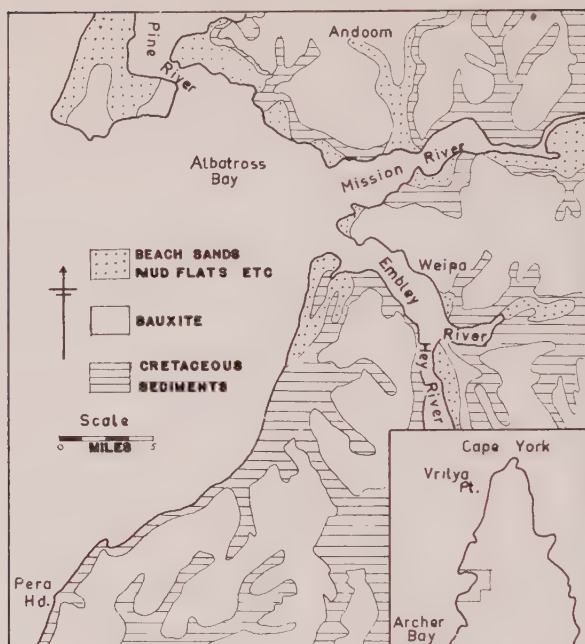 Pine
River
Andoom
Albatross
Bay
Mission River
BEACH SANDS
MUD FLATS ETC
BAUXITE
CRETACEOUS
SEDIMENTS
Weipa
Embley
River
Hey River
Scale
0 MILES 5
Pera
Hd.
Cape York
Vrilya
Pt.
Archer
Bay